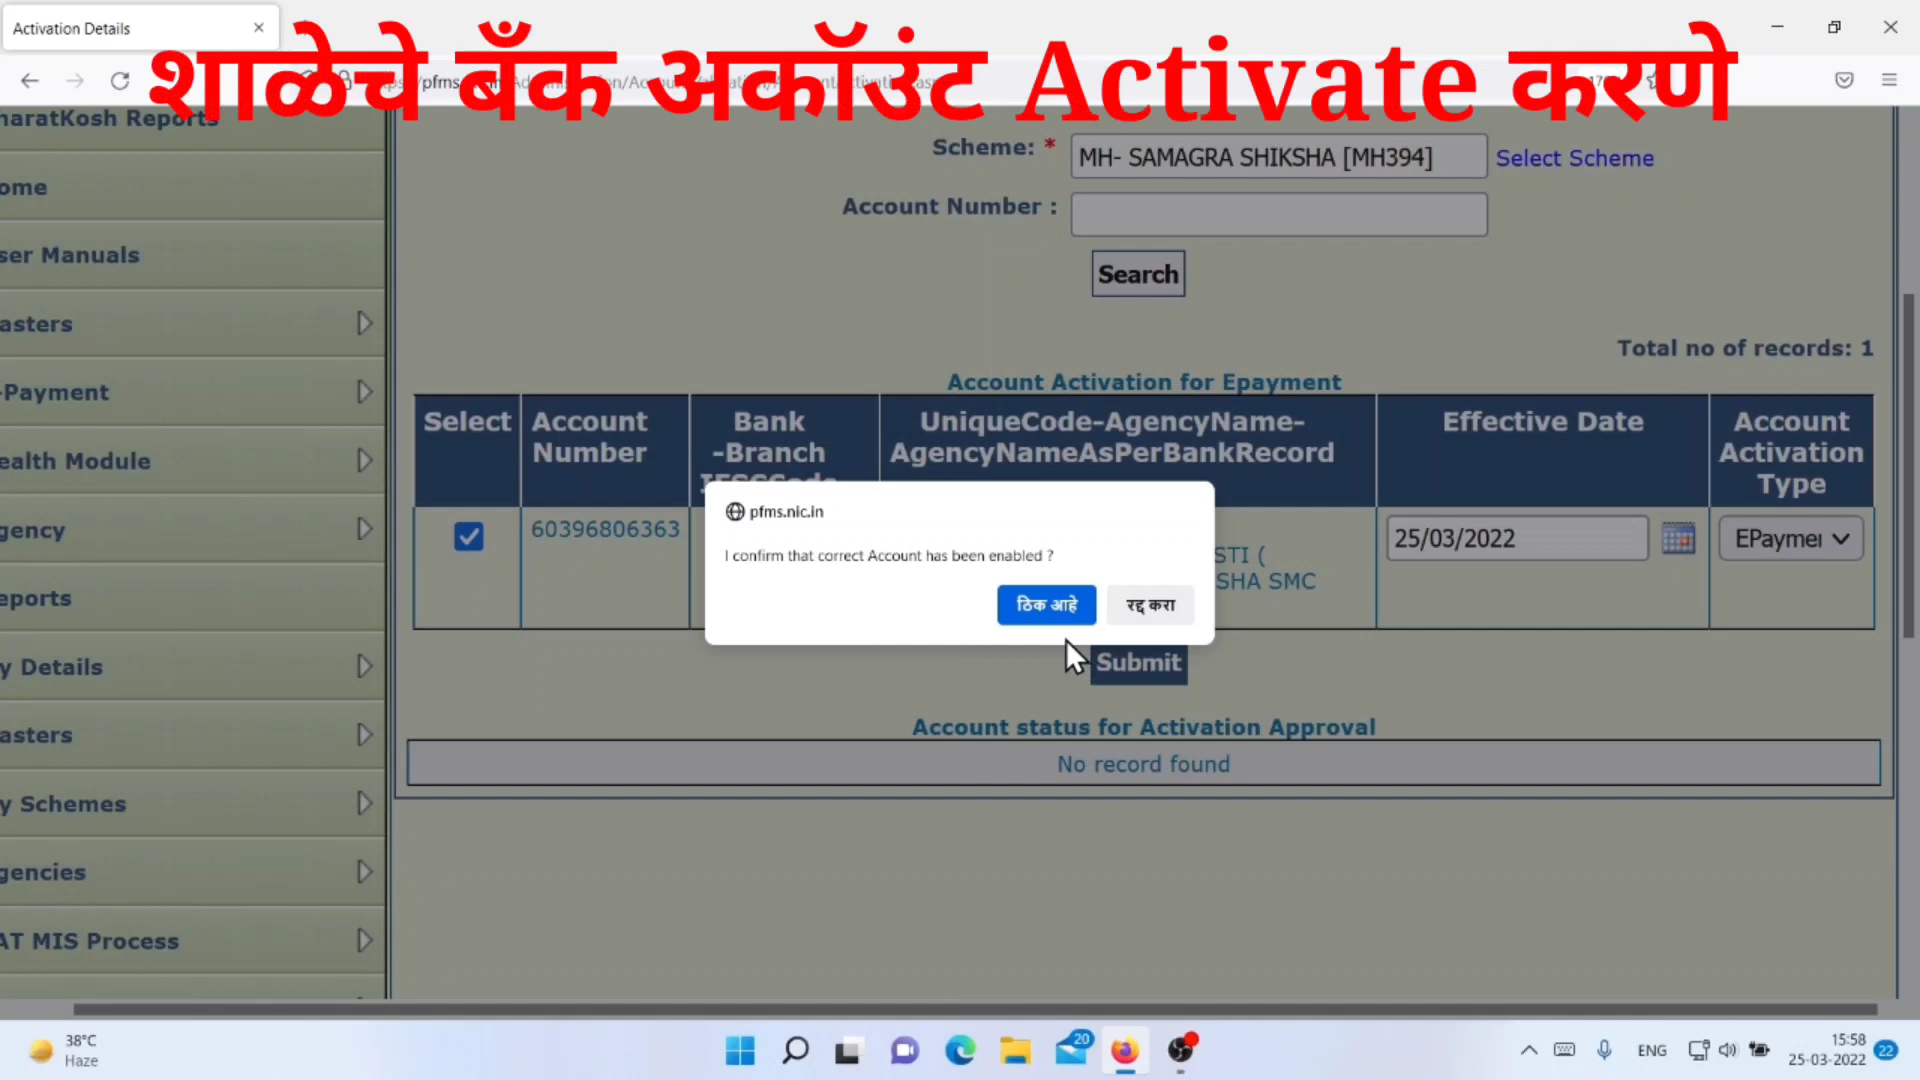 Activation Details
शाळेचे बँक अकॉउंट Activate करणे
haratKosh Reports
ome
ser Manuals
asters
-Payment
ealth Module
gency
eports
y Details
asters
y Schemes
gencies
AT MIS Process
Scheme: *
MH- SAMAGRA SHIKSHA [MH394]
Select Scheme
Account Number :
Search
Total no of records: 1
Account Activation for Epayment
Select
Account Number
Bank -Branch
UniqueCode-AgencyName-AgencyNameAsPerBankRecord
Effective Date
Account Activation Type
60396806363
STI (
SHA SMC
25/03/2022
EPaymer
pfms.nic.in
I confirm that correct Account has been enabled ?
ठिक आहे
रद्द करा
Submit
Account status for Activation Approval
No record found
38°C
Haze
20
ENG
15:58
25-03-2022
22